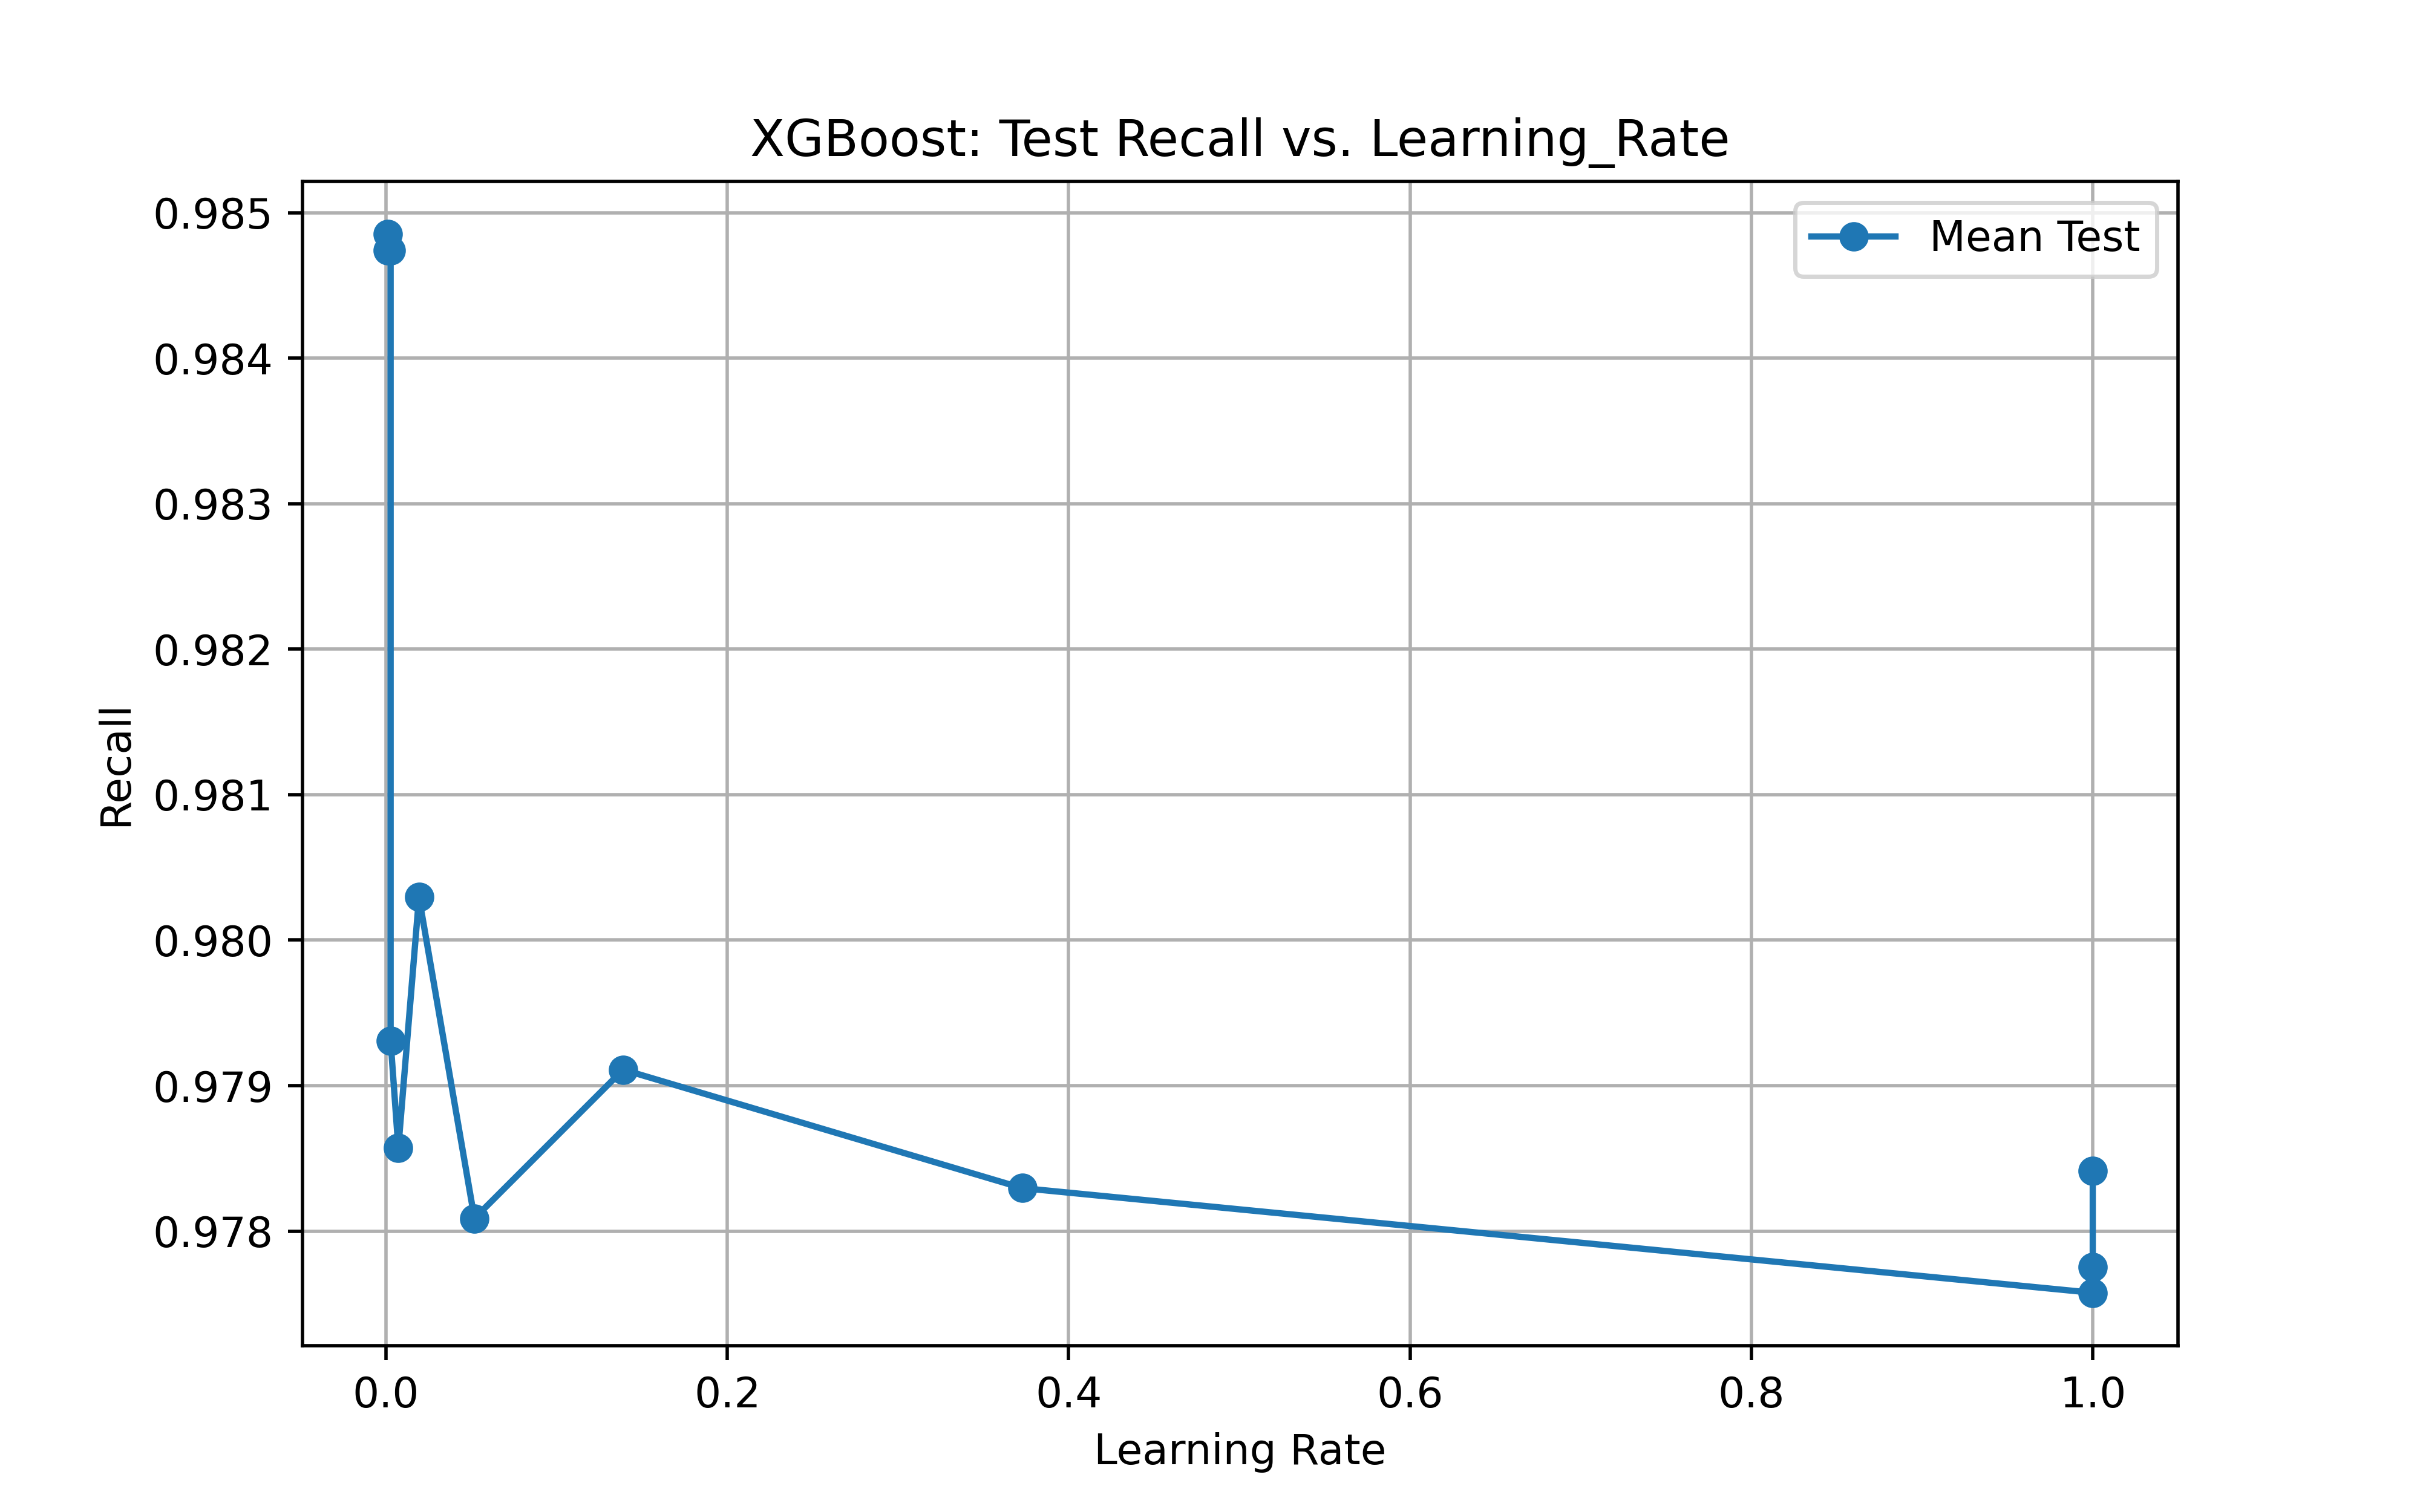 XGBoost: Test Recall vs. Learning_Rate
Mean Test
0.985
0.984
0.983
0.982
0.981
0.980
0.979
0.978
Recall
0.0 0.2 0.4 0.6 0.8 1.0
Learning Rate